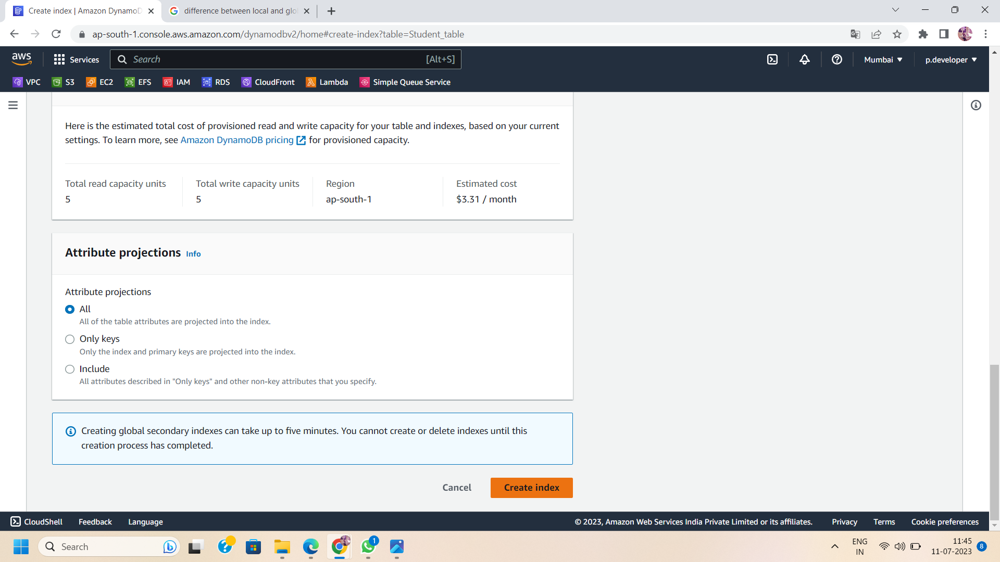 Create index | Amazon DynamoD
difference between local and glo
ap-south-1.console.aws.amazon.com/dynamodbv2/home#create-index?table=Student_table
aws
Services
Search
[Alt+S]
Mumbai
p.developer
VPC
S3
EC2
EFS
IAM
RDS
CloudFront
Lambda
Simple Queue Service
Here is the estimated total cost of provisioned read and write capacity for your table and indexes, based on your current
settings. To learn more, see Amazon DynamoDB pricing for provisioned capacity.
Total read capacity units
5
Total write capacity units
5
Region
ap-south-1
Estimated cost
$3.31 / month
Attribute projections Info
Attribute projections
All
All of the table attributes are projected into the index.
Only keys
Only the index and primary keys are projected into the index.
Include
All attributes described in "Only keys" and other non-key attributes that you specify.
Creating global secondary indexes can take up to five minutes. You cannot create or delete indexes until this
creation process has completed.
Cancel
Create index
CloudShell
Feedback
Language
© 2023, Amazon Web Services India Private Limited or its affiliates.
Privacy
Terms
Cookie preferences
Search
1
ENG
IN
11:45
11-07-2023
8